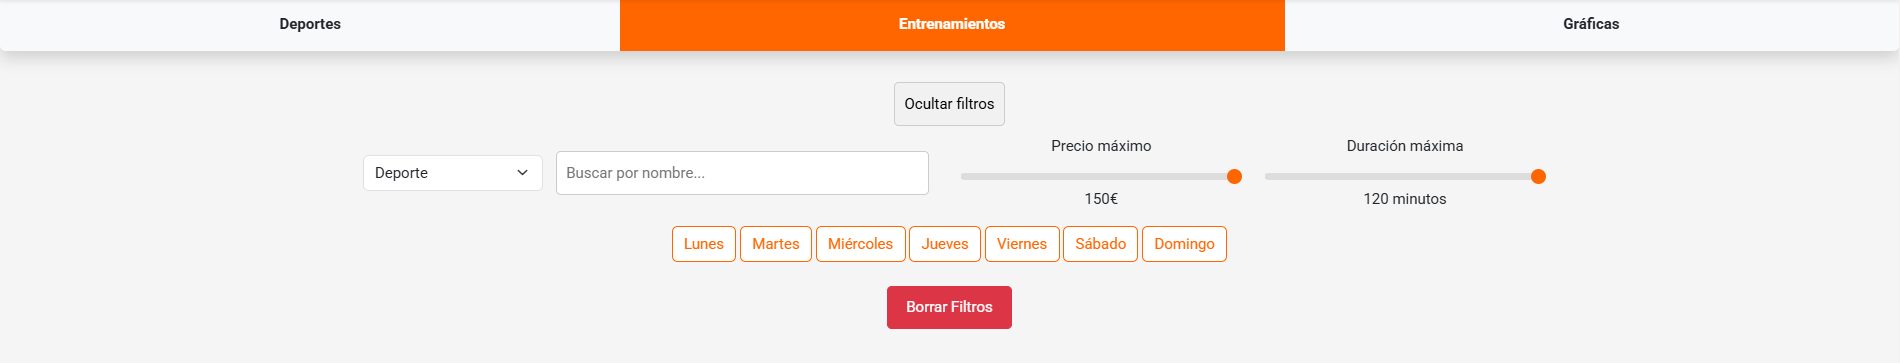 Deportes Entrenamientos Gráficas
Ocultar filtros
Precio máximo Duración máxima
Deporte Buscar por nombre...
150€ 120 minutos
Lunes Martes Miércoles Jueves Viernes Sábado Domingo
Borrar Filtros